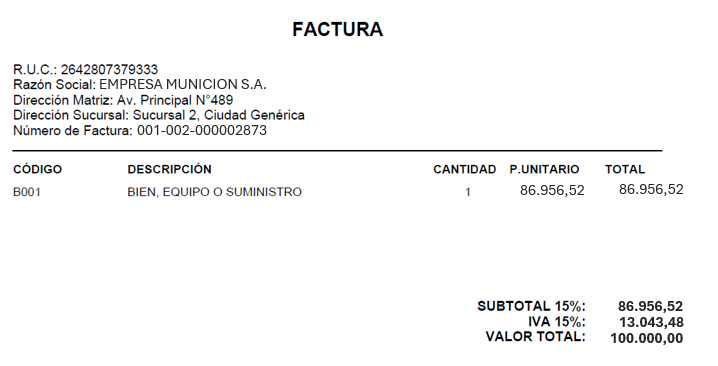 FACTURA
R.U.C.: 2642807379333
Razón Social: EMPRESA MUNICION S.A.
Dirección Matriz: Av. Principal N°489
Dirección Sucursal: Sucursal 2, Ciudad Genérica
Número de Factura: 001-002-000002873
CÓDIGO DESCRIPCIÓN CANTIDAD P.UNITARIO TOTAL
B001 BIEN, EQUIPO O SUMINISTRO 1 86.956,52 86.956,52
SUBTOTAL 15%: 86.956,52
IVA 15%: 13.043,48
VALOR TOTAL: 100.000,00